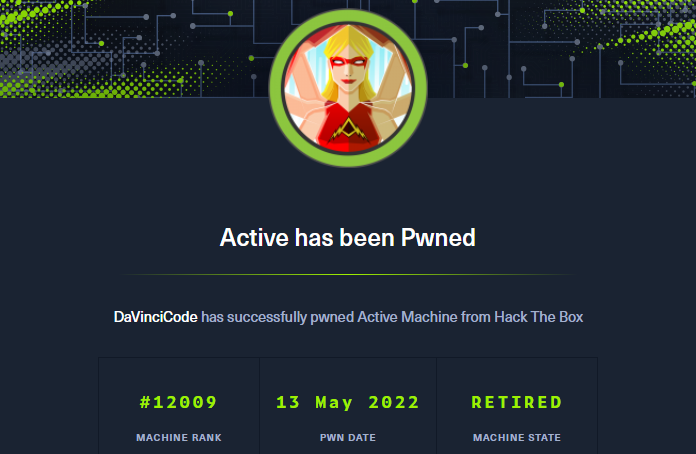 Active has been Pwned
DaVinciCode has successfully pwned Active Machine from Hack The Box
#12009 13 May 2022 RETIRED
MACHINE RANK PWN DATE MACHINE STATE